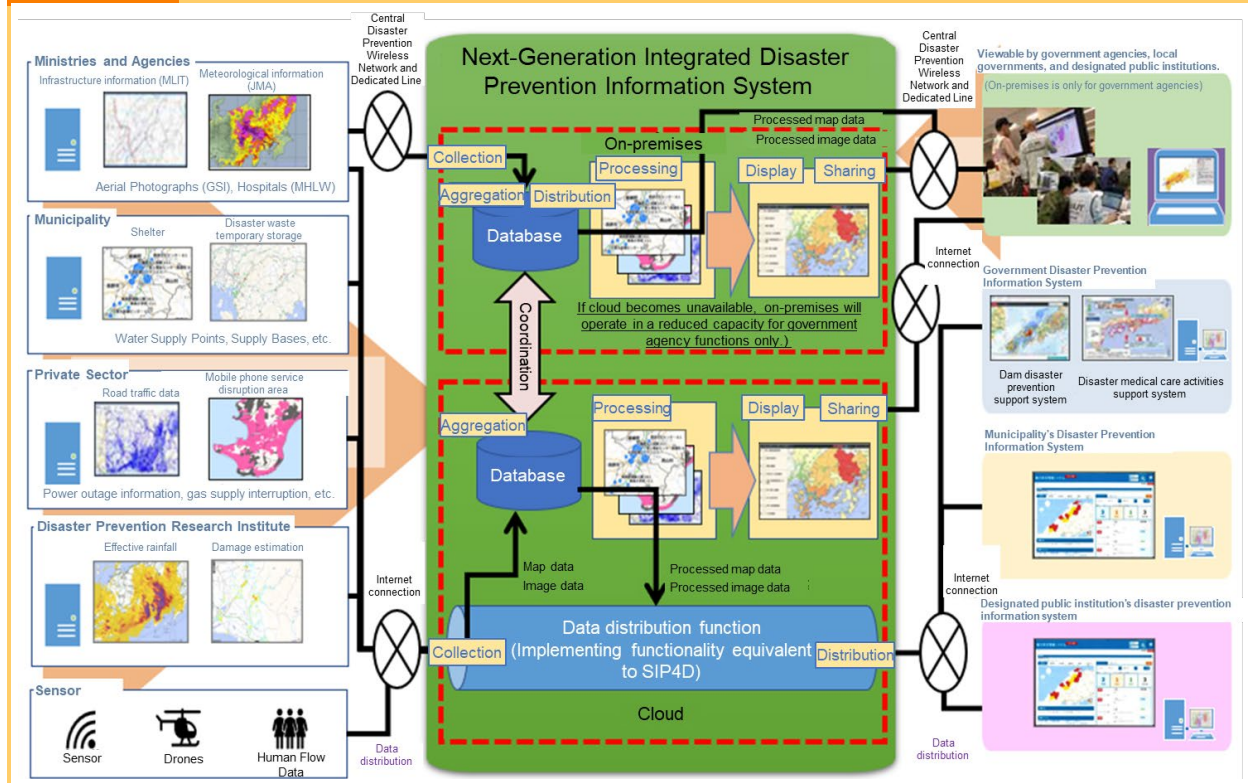 Central
Disaster
Prevention
Wireless
Network and
Dedicated Line
Ministries and Agencies
Infrastructure information (MLIT)
Meteorological information
(JMA)
Aerial Photographs (GSI), Hospitals (MHLW)
Municipality
Shelter
Disaster waste
temporary storage
Water Supply Points, Supply Bases, etc.
Private Sector
Road traffic data
Mobile phone service
disruption area
Power outage information, gas supply interruption, etc.
Disaster Prevention Research Institute
Effective rainfall
Damage estimation
Sensor
Sensor
Drones
Human Flow
Data
Internet
connection
Data
distribution
Next-Generation Integrated Disaster
Prevention Information System
On-premises
Processed map data
Processed image data
Collection
Aggregation
Distribution
Database
Processing
Display
Sharing
If cloud becomes unavailable, on-premises will
operate in a reduced capacity for government
agency functions only.)
Coordination
Aggregation
Database
Processing
Display
Sharing
Map data
Image data
Processed map data
Processed image data
Collection
Data distribution function
(Implementing functionality equivalent
to SIP4D)
Distribution
Cloud
Central
Disaster
Prevention
Wireless
Network and
Dedicated Line
Internet
connection
Internet
connection
Data
distribution
Viewable by government agencies, local
governments, and designated public institutions.
(On-premises is only for government agencies)
Government Disaster Prevention
Information System
Dam disaster
prevention
support system
Disaster medical care activities
support system
Municipality's Disaster Prevention
Information System
Designated public institution's disaster prevention
information system